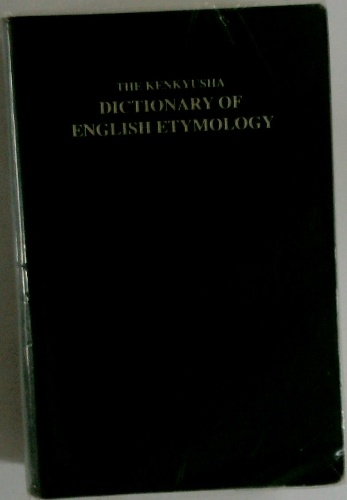 THE KENKYUSHA
DICTIONARY OF
ENGLISH ETYMOLOGY